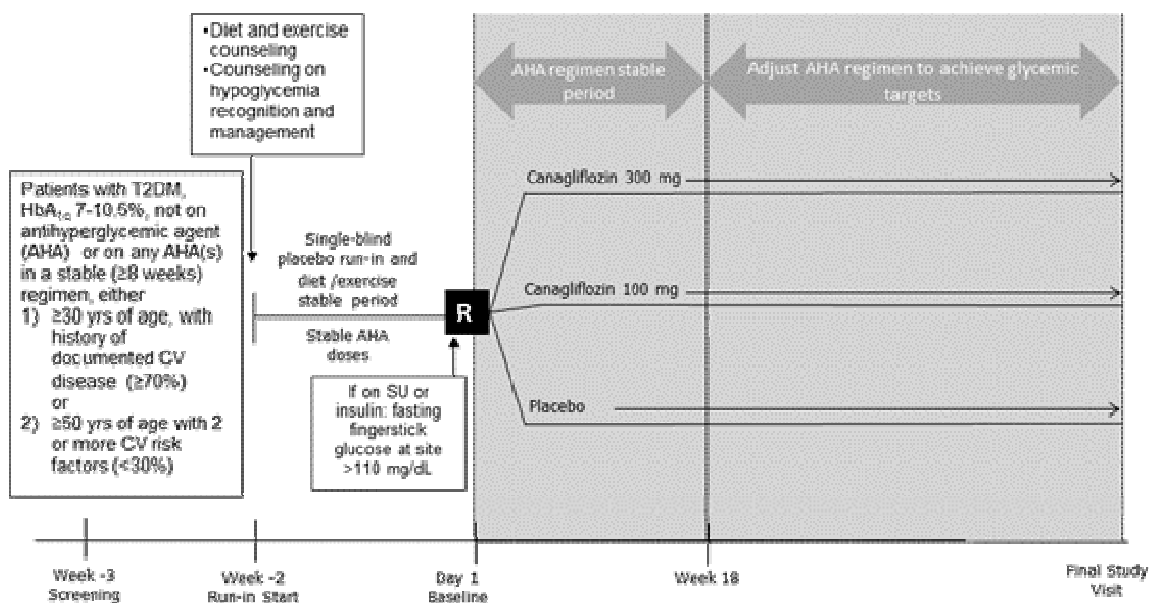 •Diet and exercise
counseling
•Counseling on
hypoglycemia
recognition and
management
AHA regimen stable
period
Adjust AHA regimen to achieve glycemic
targets
Patients with T2DM,
HbA1c 7-10.5%, not on
antihyperglycemic agent
(AHA) or on any AHA(s)
in a stable (≥8 weeks)
regimen, either
1) ≥30 yrs of age, with
history of
documented CV
disease (≥70%)
or
2) ≥50 yrs of age with 2
or more CV risk
factors (<30%)
Single-blind
placebo run-in and
diet /exercise
stable period
Stable AHA
doses
R
If on SU or
insulin: fasting
fingerstick
glucose at site
>110 mg/dL
Canagliflozin 300 mg
Canagliflozin 100 mg
Placebo
Week -3
Screening
Week -2
Run-in Start
Day 1
Baseline
Week 18
Final Study
Visit